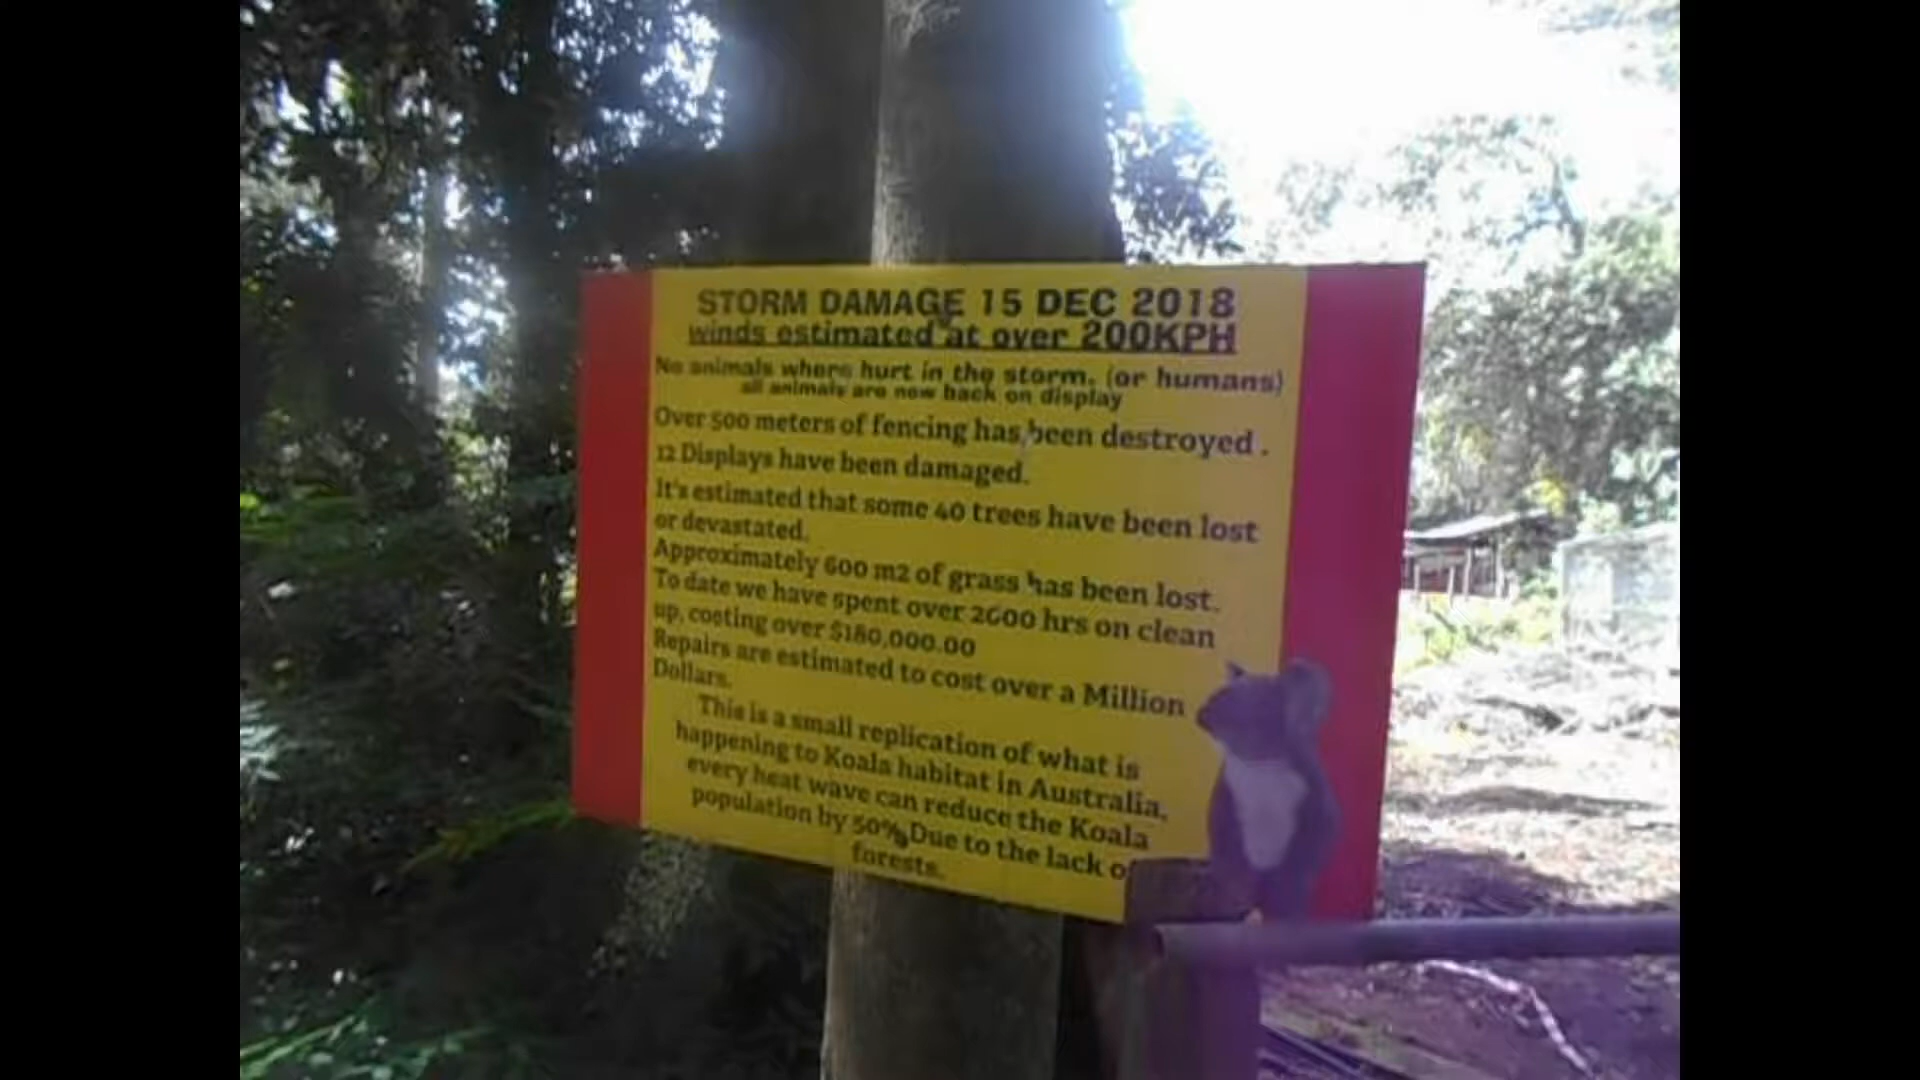 STORM DAMAGE 15 DEC 2018
winds estimated at over 200KPH
No animals where hurt in the storm. (or humans)
all animals are now back on display
Over 500 meters of fencing has been destroyed .
12 Displays have been damaged.
It's estimated that some 40 trees have been lost
or devastated.
Approximately 600 m2 of grass has been lost.
To date we have spent over 2000 hrs on clean
up, costing over $180,000.00
Repairs are estimated to cost over a Million
Dollars.
This is a small replication of what is
happening to Koala habitat in Australia,
every heat wave can reduce the Koala
population by 50% Due to the lack of
forests.